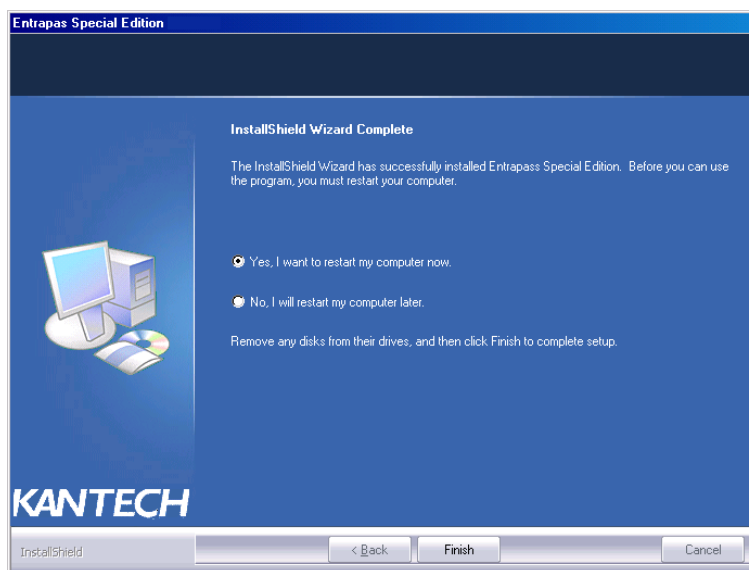 Entrapas Special Edition
InstallShield Wizard Complete
The InstallShield Wizard has successfully installed Entrapass Special Edition. Before you can use
the program, you must restart your computer.
Yes, I want to restart my computer now.
No, I will restart my computer later.
Remove any disks from their drives, and then click Finish to complete setup.
KANTECH
InstallShield
< Back
Finish
Cancel